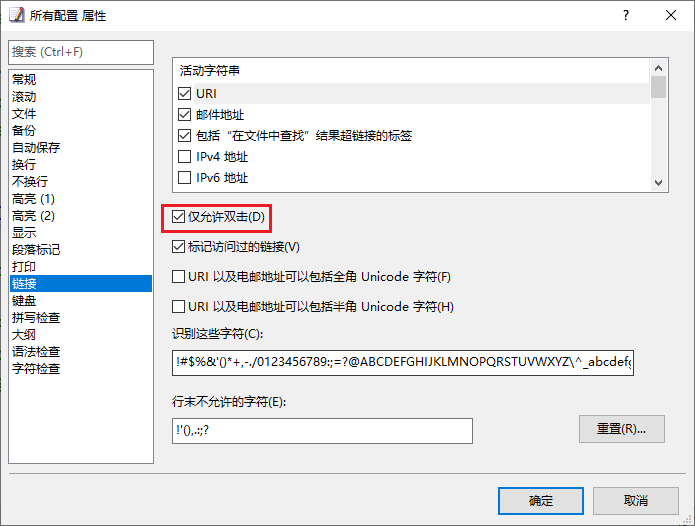 所有配置 属性
搜索 (Ctrl+F)
常规
滚动
文件
备份
自动保存
换行
不换行
高亮 (1)
高亮 (2)
显示
段落标记
打印
链接
键盘
拼写检查
大纲
语法检查
字符检查
活动字符串
URI
邮件地址
包括“在文件中查找”结果超链接的标签
IPv4 地址
IPv6 地址
仅允许双击(D)
标记访问过的链接(V)
URI 以及电邮地址可以包括全角 Unicode 字符(F)
URI 以及电邮地址可以包括半角 Unicode 字符(H)
识别这些字符(C):
!#$%&'()*+,-./0123456789:;=?@ABCDEFGHIJKLMNOPQRSTUVWXYZ\^_abcdefg
行末不允许的字符(E):
!'(),.:;?
重置(R)...
确定
取消